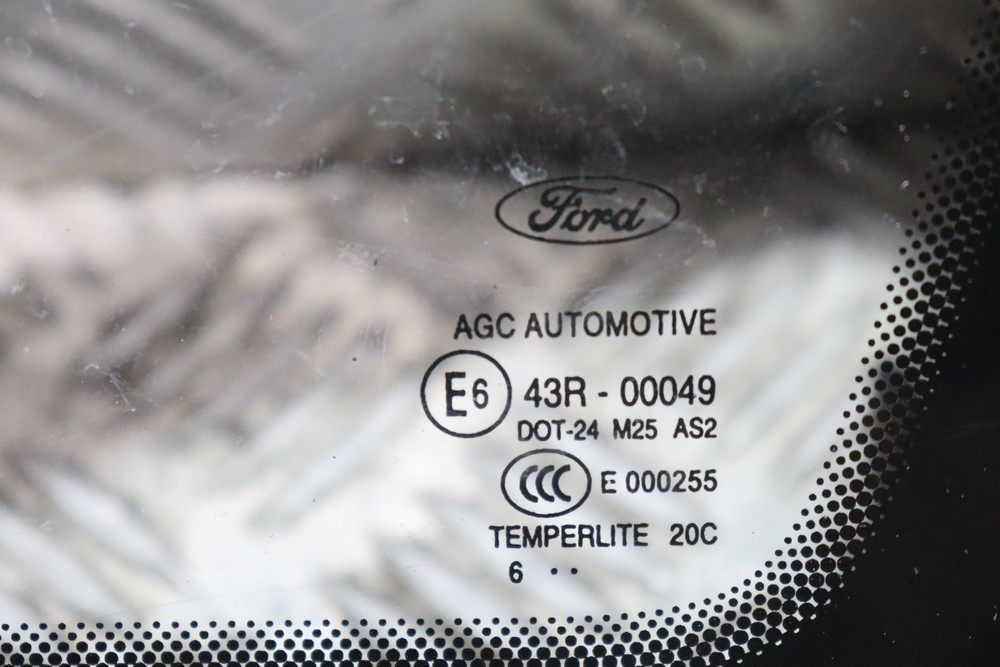 Ford
AGC AUTOMOTIVE
E6 43R - 00049
DOT-24 M25 AS2
CCC E 000255
TEMPERLITE 20C
6 ..